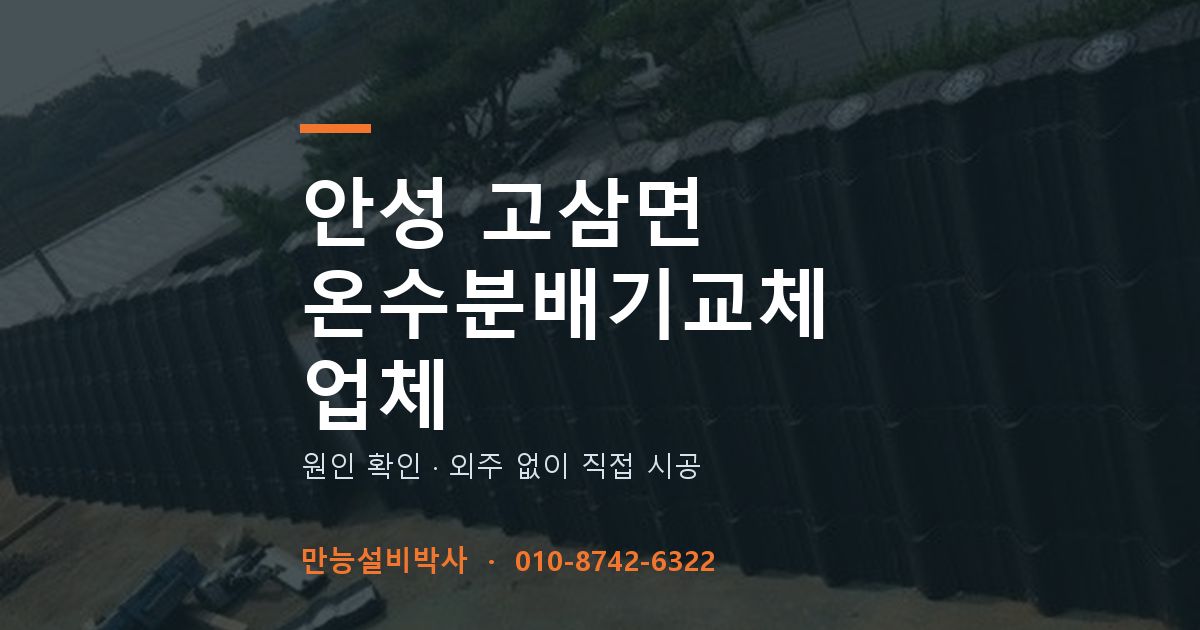 안성 고삼면
온수분배기교체
업체
원인 확인 · 외주 없이 직접 시공
만능설비박사 · 010-8742-6322